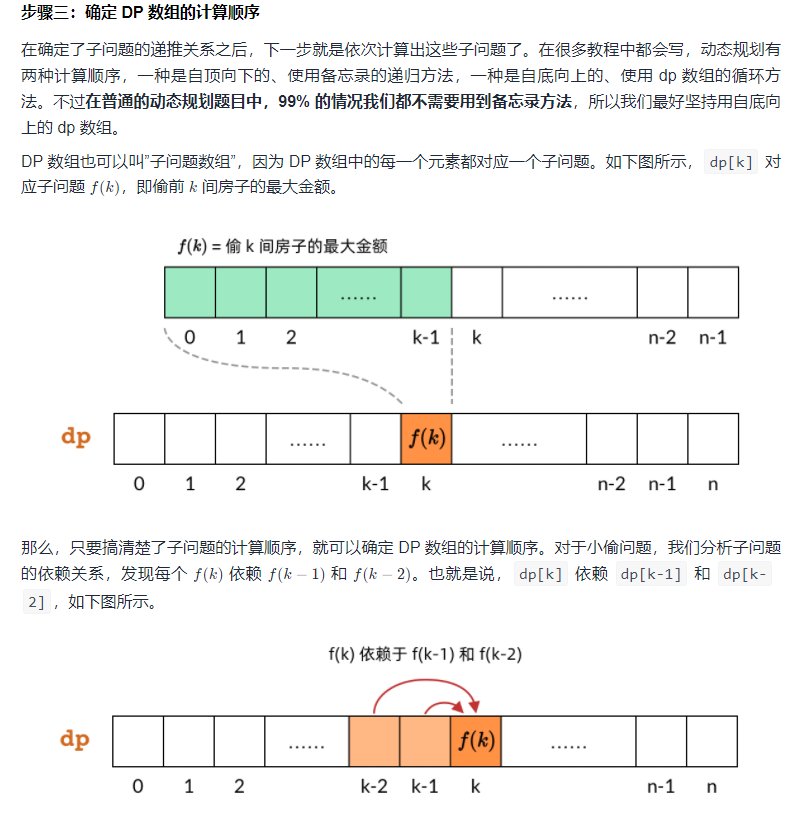 步骤三：确定 DP 数组的计算顺序
在确定了子问题的递推关系之后，下一步就是依次计算出这些子问题了。在很多教程中都会写，动态规划有
两种计算顺序，一种是自顶向下的、使用备忘录的递归方法，一种是自底向上的、使用 dp 数组的循环方
法。不过在普通的动态规划题目中，99% 的情况我们都不需要用到备忘录方法，所以我们最好坚持用自底向
上的 dp 数组。
DP 数组也可以叫"子问题数组"，因为 DP 数组中的每一个元素都对应一个子问题。如下图所示， dp[k] 对
应子问题 f(k)，即偷前 k 间房子的最大金额。
f(k) = 偷 k 间房子的最大金额
…… ……
0 1 2 k-1 k n-2 n-1
dp …… f(k) ……
0 1 2 k-1 k n-2 n-1 n
那么，只要搞清楚了子问题的计算顺序，就可以确定 DP 数组的计算顺序。对于小偷问题，我们分析子问题
的依赖关系，发现每个 f(k) 依赖 f(k − 1) 和 f(k − 2)。也就是说， dp[k] 依赖 dp[k-1] 和 dp[k-
2] ，如下图所示。
f(k) 依赖于 f(k-1) 和 f(k-2)
dp …… f(k) ……
0 1 2 k-2 k-1 k n-1 n